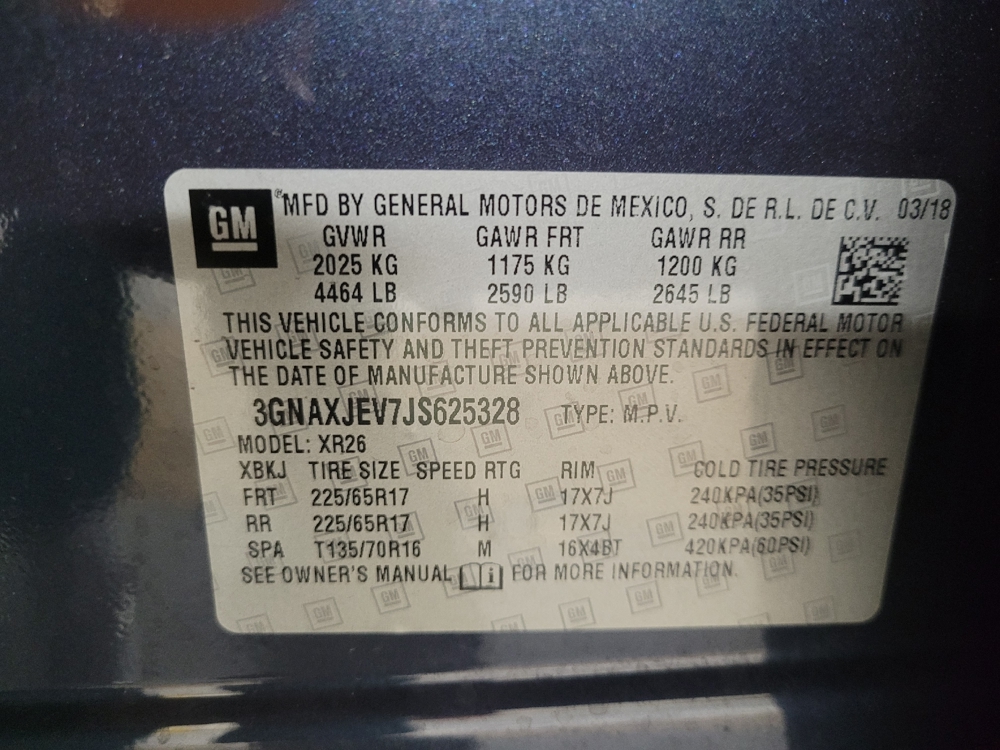 GM ® MFD BY GENERAL MOTORS DE MEXICO, S. DE R.L. DE C.V. 03/18
GVWR GAWR FRT GAWR RR
2025 KG 1175 KG 1200 KG
4464 LB 2590 LB 2645 LB
THIS VEHICLE CONFORMS TO ALL APPLICABLE U.S. FEDERAL MOTOR
VEHICLE SAFETY AND THEFT PREVENTION STANDARDS IN EFFECT ON
THE DATE OF MANUFACTURE SHOWN ABOVE.
3GNAXJEV7JS625328 TYPE: M.P.V.
MODEL: XR26
XBKJ TIRE SIZE SPEED RTG RIM COLD TIRE PRESSURE
FRT 225/65R17 H 17X7J 240KPA(35PSI)
RR 225/65R17 H 17X7J 240KPA(35PSI)
SPA T135/70R16 M 16X4BT 420KPA(60PSI)
SEE OWNER'S MANUAL i FOR MORE INFORMATION.